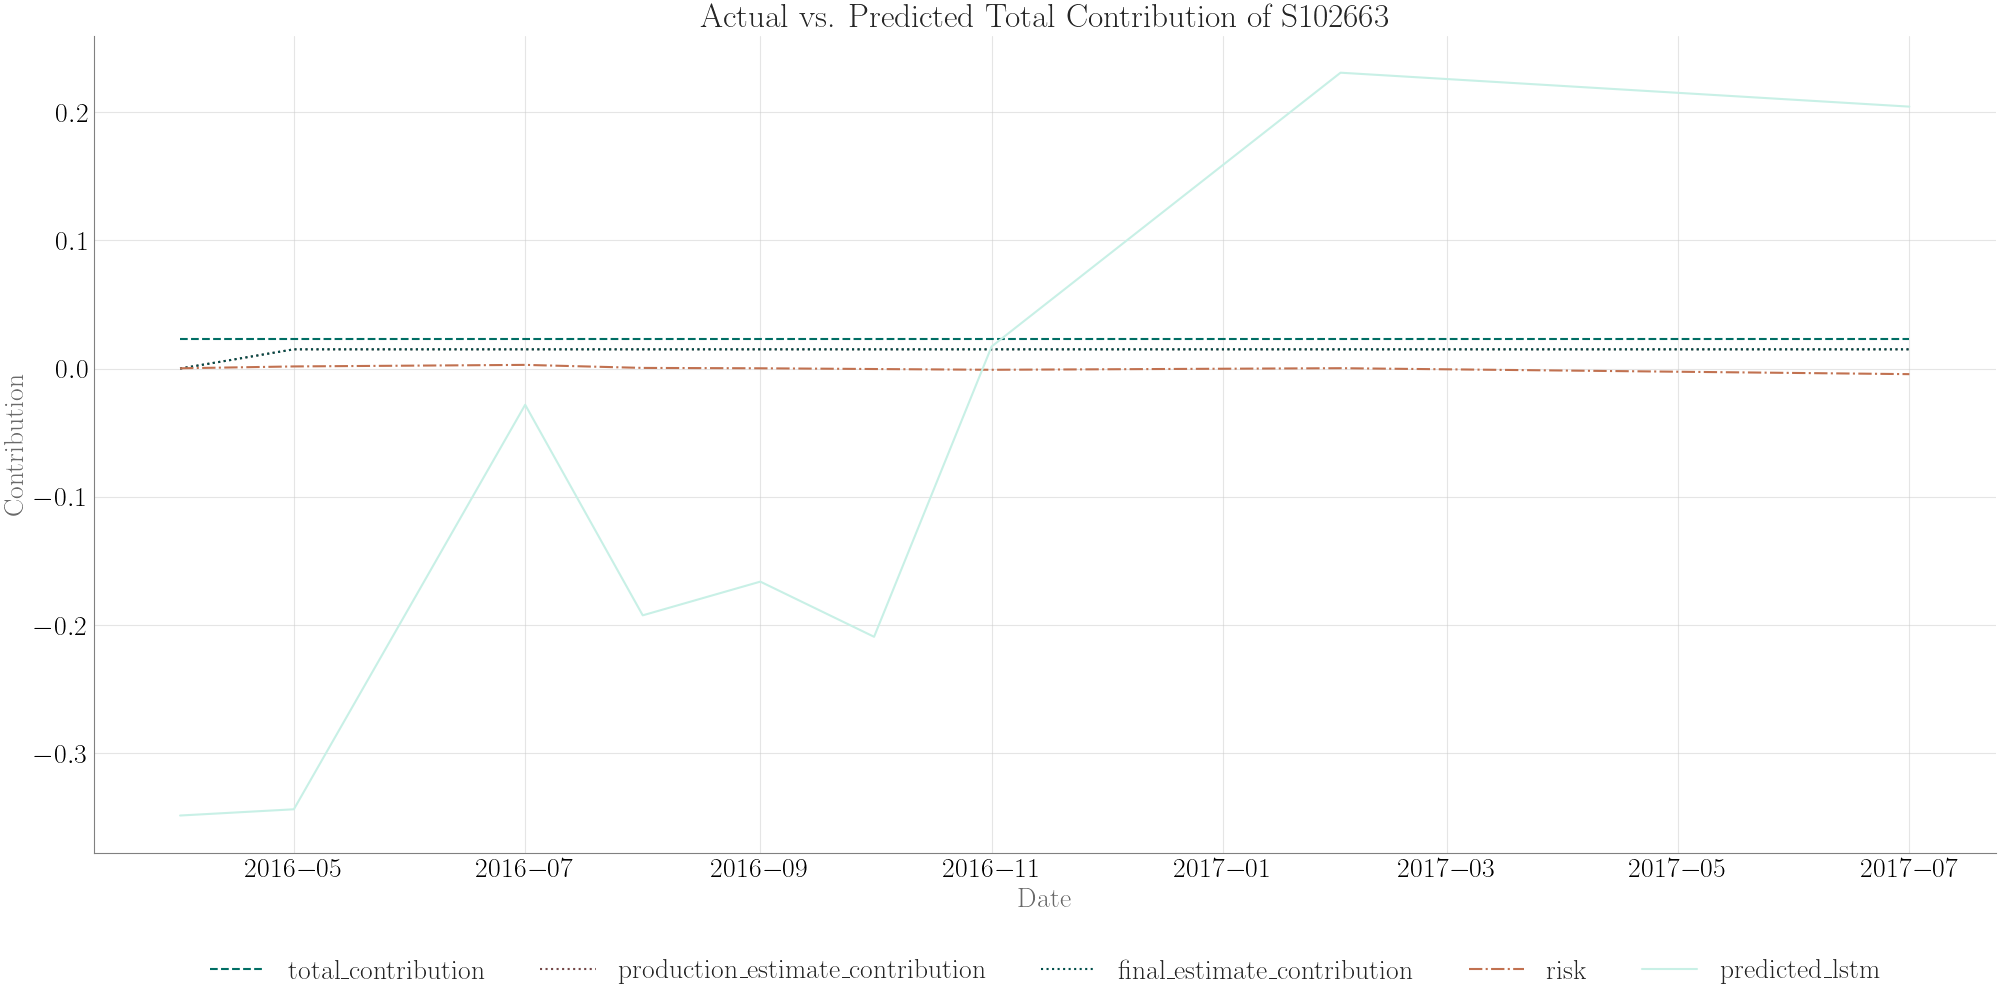 Actual vs. Predicted Total Contribution of S102663
Contribution
0.2
0.1
0.0
−0.1
−0.2
−0.3
2016−05 2016−07 2016−09 2016−11 2017−01 2017−03 2017−05 2017−07
Date
total_contribution production_estimate_contribution final_estimate_contribution risk predicted_lstm